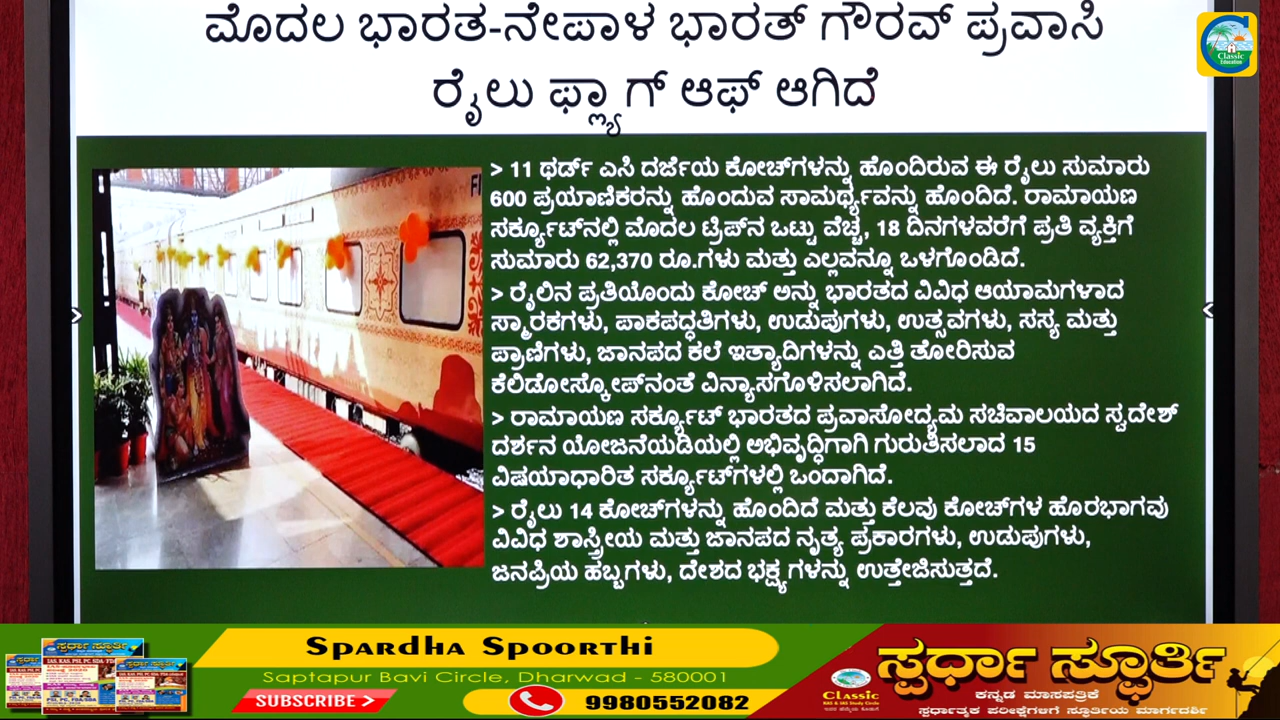 ಮೊದಲ ಭಾರತ-ನೇಪಾಳ ಭಾರತ್ ಗೌರವ್ ಪ್ರವಾಸಿ
ರೈಲು ಫ್ಲ್ಯಾಗ್ ಆಫ್ ಆಗಿದೆ
Classic
Education
> 11 ಥರ್ಡ್ ಎಸಿ ದರ್ಜೆಯ ಕೋಚ್‌ಗಳನ್ನು ಹೊಂದಿರುವ ಈ ರೈಲು ಸುಮಾರು
600 ಪ್ರಯಾಣಿಕರನ್ನು ಹೊಂದುವ ಸಾಮರ್ಥ್ಯವನ್ನು ಹೊಂದಿದೆ. ರಾಮಾಯಣ
ಸರ್ಕ್ಯೂಟ್‌ನಲ್ಲಿ ಮೊದಲ ಟ್ರಿಪ್‌ನ ಒಟ್ಟು ವೆಚ್ಚ, 18 ದಿನಗಳವರೆಗೆ ಪ್ರತಿ ವ್ಯಕ್ತಿಗೆ
ಸುಮಾರು 62,370 ರೂ.ಗಳು ಮತ್ತು ಎಲ್ಲವನ್ನೂ ಒಳಗೊಂಡಿದೆ.
> ರೈಲಿನ ಪ್ರತಿಯೊಂದು ಕೋಚ್ ಅನ್ನು ಭಾರತದ ವಿವಿಧ ಆಯಾಮಗಳಾದ
ಸ್ಮಾರಕಗಳು, ಪಾಕಪದ್ಧತಿಗಳು, ಉಡುಪುಗಳು, ಉತ್ಸವಗಳು, ಸಸ್ಯ ಮತ್ತು
ಪ್ರಾಣಿಗಳು, ಜಾನಪದ ಕಲೆ ಇತ್ಯಾದಿಗಳನ್ನು ಎತ್ತಿ ತೋರಿಸುವ
ಕೆಲಿಡೋಸ್ಕೋಪ್‌ನಂತೆ ವಿನ್ಯಾಸಗೊಳಿಸಲಾಗಿದೆ.
> ರಾಮಾಯಣ ಸರ್ಕ್ಯೂಟ್ ಭಾರತದ ಪ್ರವಾಸೋದ್ಯಮ ಸಚಿವಾಲಯದ ಸ್ವದೇಶ್
ದರ್ಶನ ಯೋಜನೆಯಡಿಯಲ್ಲಿ ಅಭಿವೃದ್ಧಿಗಾಗಿ ಗುರುತಿಸಲಾದ 15
ವಿಷಯಾಧಾರಿತ ಸರ್ಕ್ಯೂಟ್‌ಗಳಲ್ಲಿ ಒಂದಾಗಿದೆ.
> ರೈಲು 14 ಕೋಚ್‌ಗಳನ್ನು ಹೊಂದಿದೆ ಮತ್ತು ಕೆಲವು ಕೋಚ್‌ಗಳ ಹೊರಭಾಗವು
ವಿವಿಧ ಶಾಸ್ತ್ರೀಯ ಮತ್ತು ಜಾನಪದ ನೃತ್ಯ ಪ್ರಕಾರಗಳು, ಉಡುಪುಗಳು,
ಜನಪ್ರಿಯ ಹಬ್ಬಗಳು, ದೇಶದ ಭಕ್ಷ್ಯಗಳನ್ನು ಉತ್ತೇಜಿಸುತ್ತದೆ.
Spardha Spoorthi
Saptapur Bavi Circle, Dharwad - 580001
SUBSCRIBE >
9980552082
ಸ್ಪರ್ಧಾ ಸ್ಫೂರ್ತಿ
Classic
KAS & IAS Study Circle
ಕನ್ನಡ ಮಾಸಪತ್ರಿಕೆ
ಸ್ಪರ್ಧಾತ್ಮಕ ಪರೀಕ್ಷೆಗಳಿಗೆ ಸ್ಫೂರ್ತಿಯ ಮಾರ್ಗದರ್ಶಿ